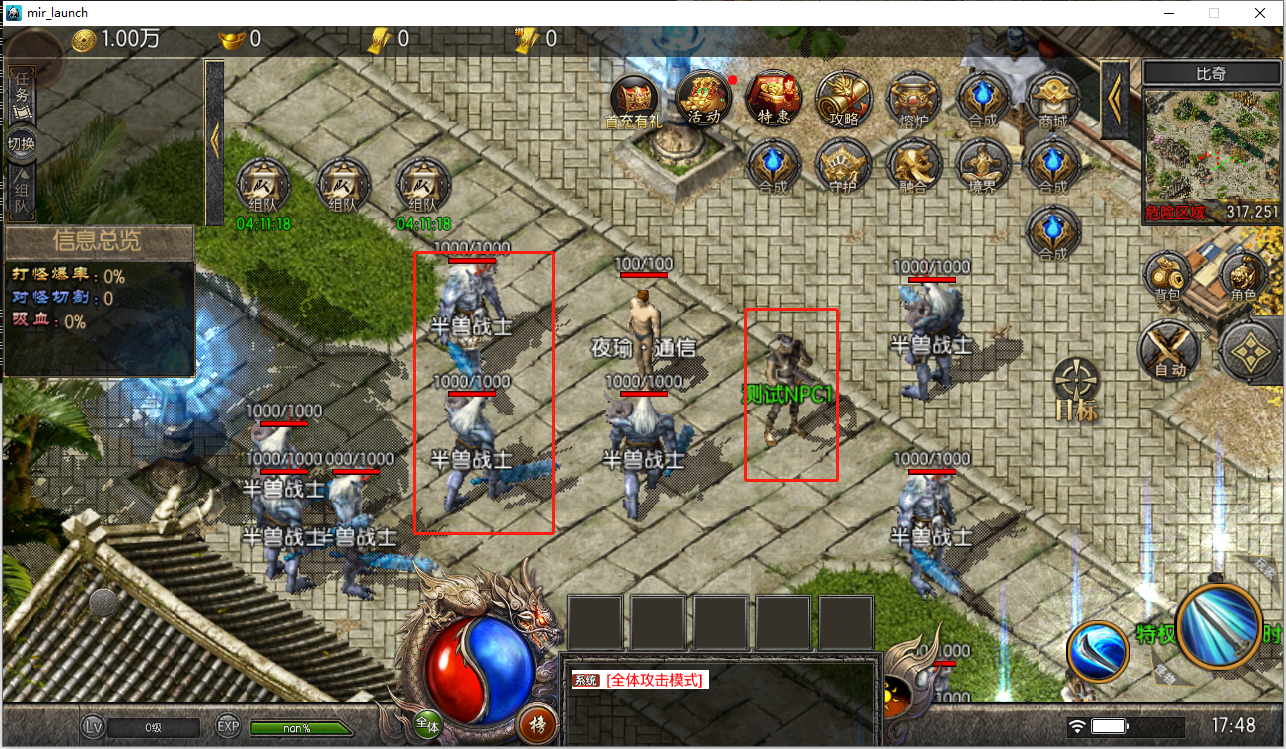 mir_launch
1.00万
0
0
0
任务
切换
组队
首充有礼
活动
特惠
攻略
熔炉
合成
商城
合成
守护
融合
境界
合成
合成
比奇
危险区域 317,251
组队
组队
组队
04:11:18
04:11:18
信息总览
打怪爆率：0%
对怪切割：0
吸血：0%
背包
角色
自动
目标
1000/1000
半兽战士
1000/1000
半兽战士
100/100
夜瑜·通信
1000/1000
半兽战士
测试NPC1
1000/1000
半兽战士
1000/1000
半兽战士
1000/1000
1000/1000
000/1000
半兽战士
半兽战士
半兽战士
特权
时
系统 [全体攻击模式]
全体
榜
LV
0级
EXP
nan%
17:48